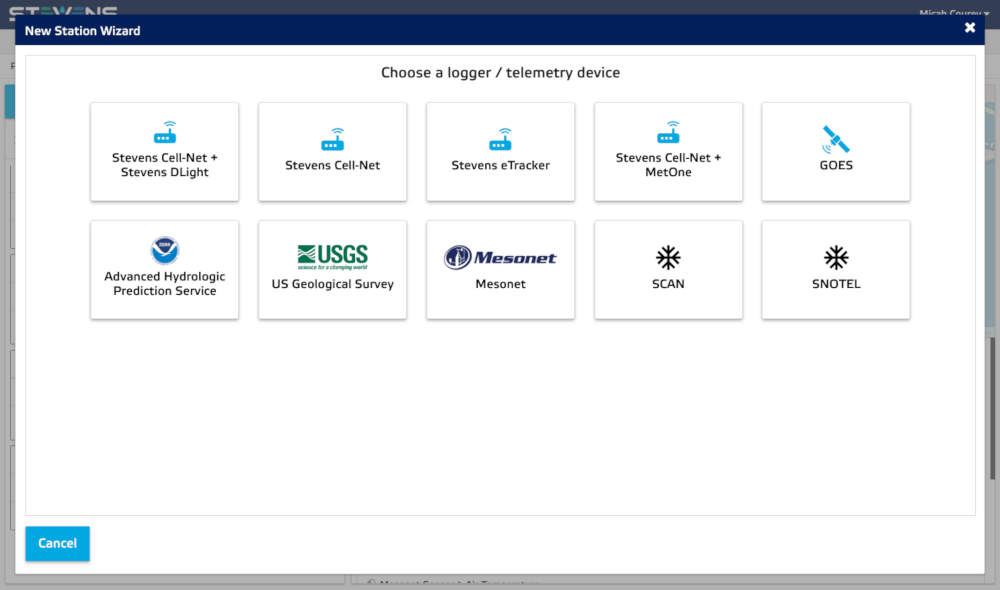 STEVENS
New Station Wizard
Choose a logger / telemetry device
Stevens Cell-Net +
Stevens DLight
Stevens Cell-Net
Stevens eTracker
Stevens Cell-Net +
MetOne
GOES
NOAA
Advanced Hydrologic
Prediction Service
USGS
science for a changing world
US Geological Survey
Mesonet
Mesonet
SCAN
SNOTEL
Cancel